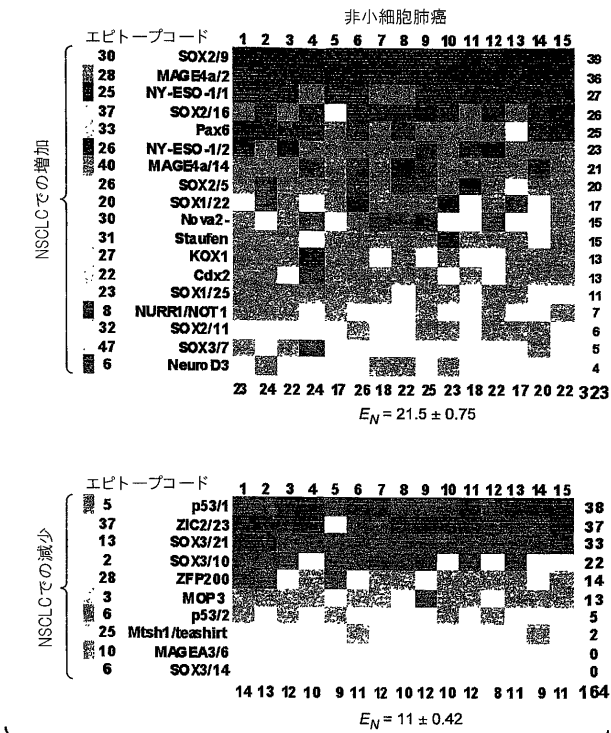 非小細胞肺癌
エピトープコード 1 2 3 4 5 6 7 8 9 10 11 12 13 14 15
NSCLCでの増加
30 SOX2/9 39
28 MAGE4a/2 36
25 NY-ESO-1/1 27
37 SOX2/16 26
33 Pax6 25
26 NY-ESO-1/2 23
40 MAGE4a/14 21
26 SOX2/5 20
20 SOX1/22 17
30 Nova2- 15
31 Staufen 15
27 KOX1 13
22 Cdx2 13
23 SOX1/25 11
8 NURR1/NOT1 7
32 SOX2/11 6
47 SOX3/7 5
6 NeuroD3 4
23 24 22 24 17 26 18 22 25 23 18 22 17 20 22 323
EN = 21.5 ± 0.75
エピトープコード 1 2 3 4 5 6 7 8 9 10 11 12 13 14 15
NSCLCでの減少
5 p53/1 38
37 ZIC2/23 37
13 SOX3/21 33
2 SOX3/10 22
28 ZFP200 14
3 MOP3 13
6 p53/2 5
25 Mtsh1/teashirt 2
10 MAGEA3/6 0
6 SOX3/14 0
14 13 12 10 9 11 12 10 12 10 12 8 11 9 11 164
EN = 11 ± 0.42